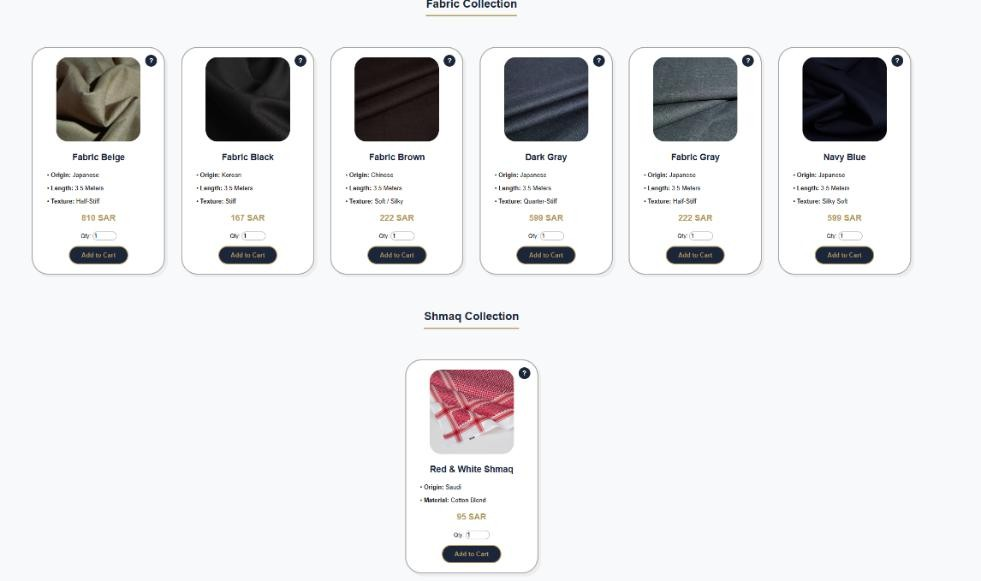 Fabric Collection
?
Fabric Beige
• Origin: Japanese
• Length: 3.5 Meters
• Texture: Half-Stiff
810 SAR
Qty: 1
Add to Cart
?
Fabric Black
• Origin: Korean
• Length: 3.5 Meters
• Texture: Stiff
167 SAR
Qty: 1
Add to Cart
?
Fabric Brown
• Origin: Chinese
• Length: 3.5 Meters
• Texture: Soft / Silky
222 SAR
Qty: 1
Add to Cart
?
Dark Gray
• Origin: Japanese
• Length: 3.5 Meters
• Texture: Quarter-Stiff
599 SAR
Qty: 1
Add to Cart
?
Fabric Gray
• Origin: Japanese
• Length: 3.5 Meters
• Texture: Half-Stiff
222 SAR
Qty: 1
Add to Cart
?
Navy Blue
• Origin: Japanese
• Length: 3.5 Meters
• Texture: Silky Soft
599 SAR
Qty: 1
Add to Cart
Shmaq Collection
?
Red & White Shmaq
• Origin: Saudi
• Material: Cotton Blend
95 SAR
Qty: 1
Add to Cart